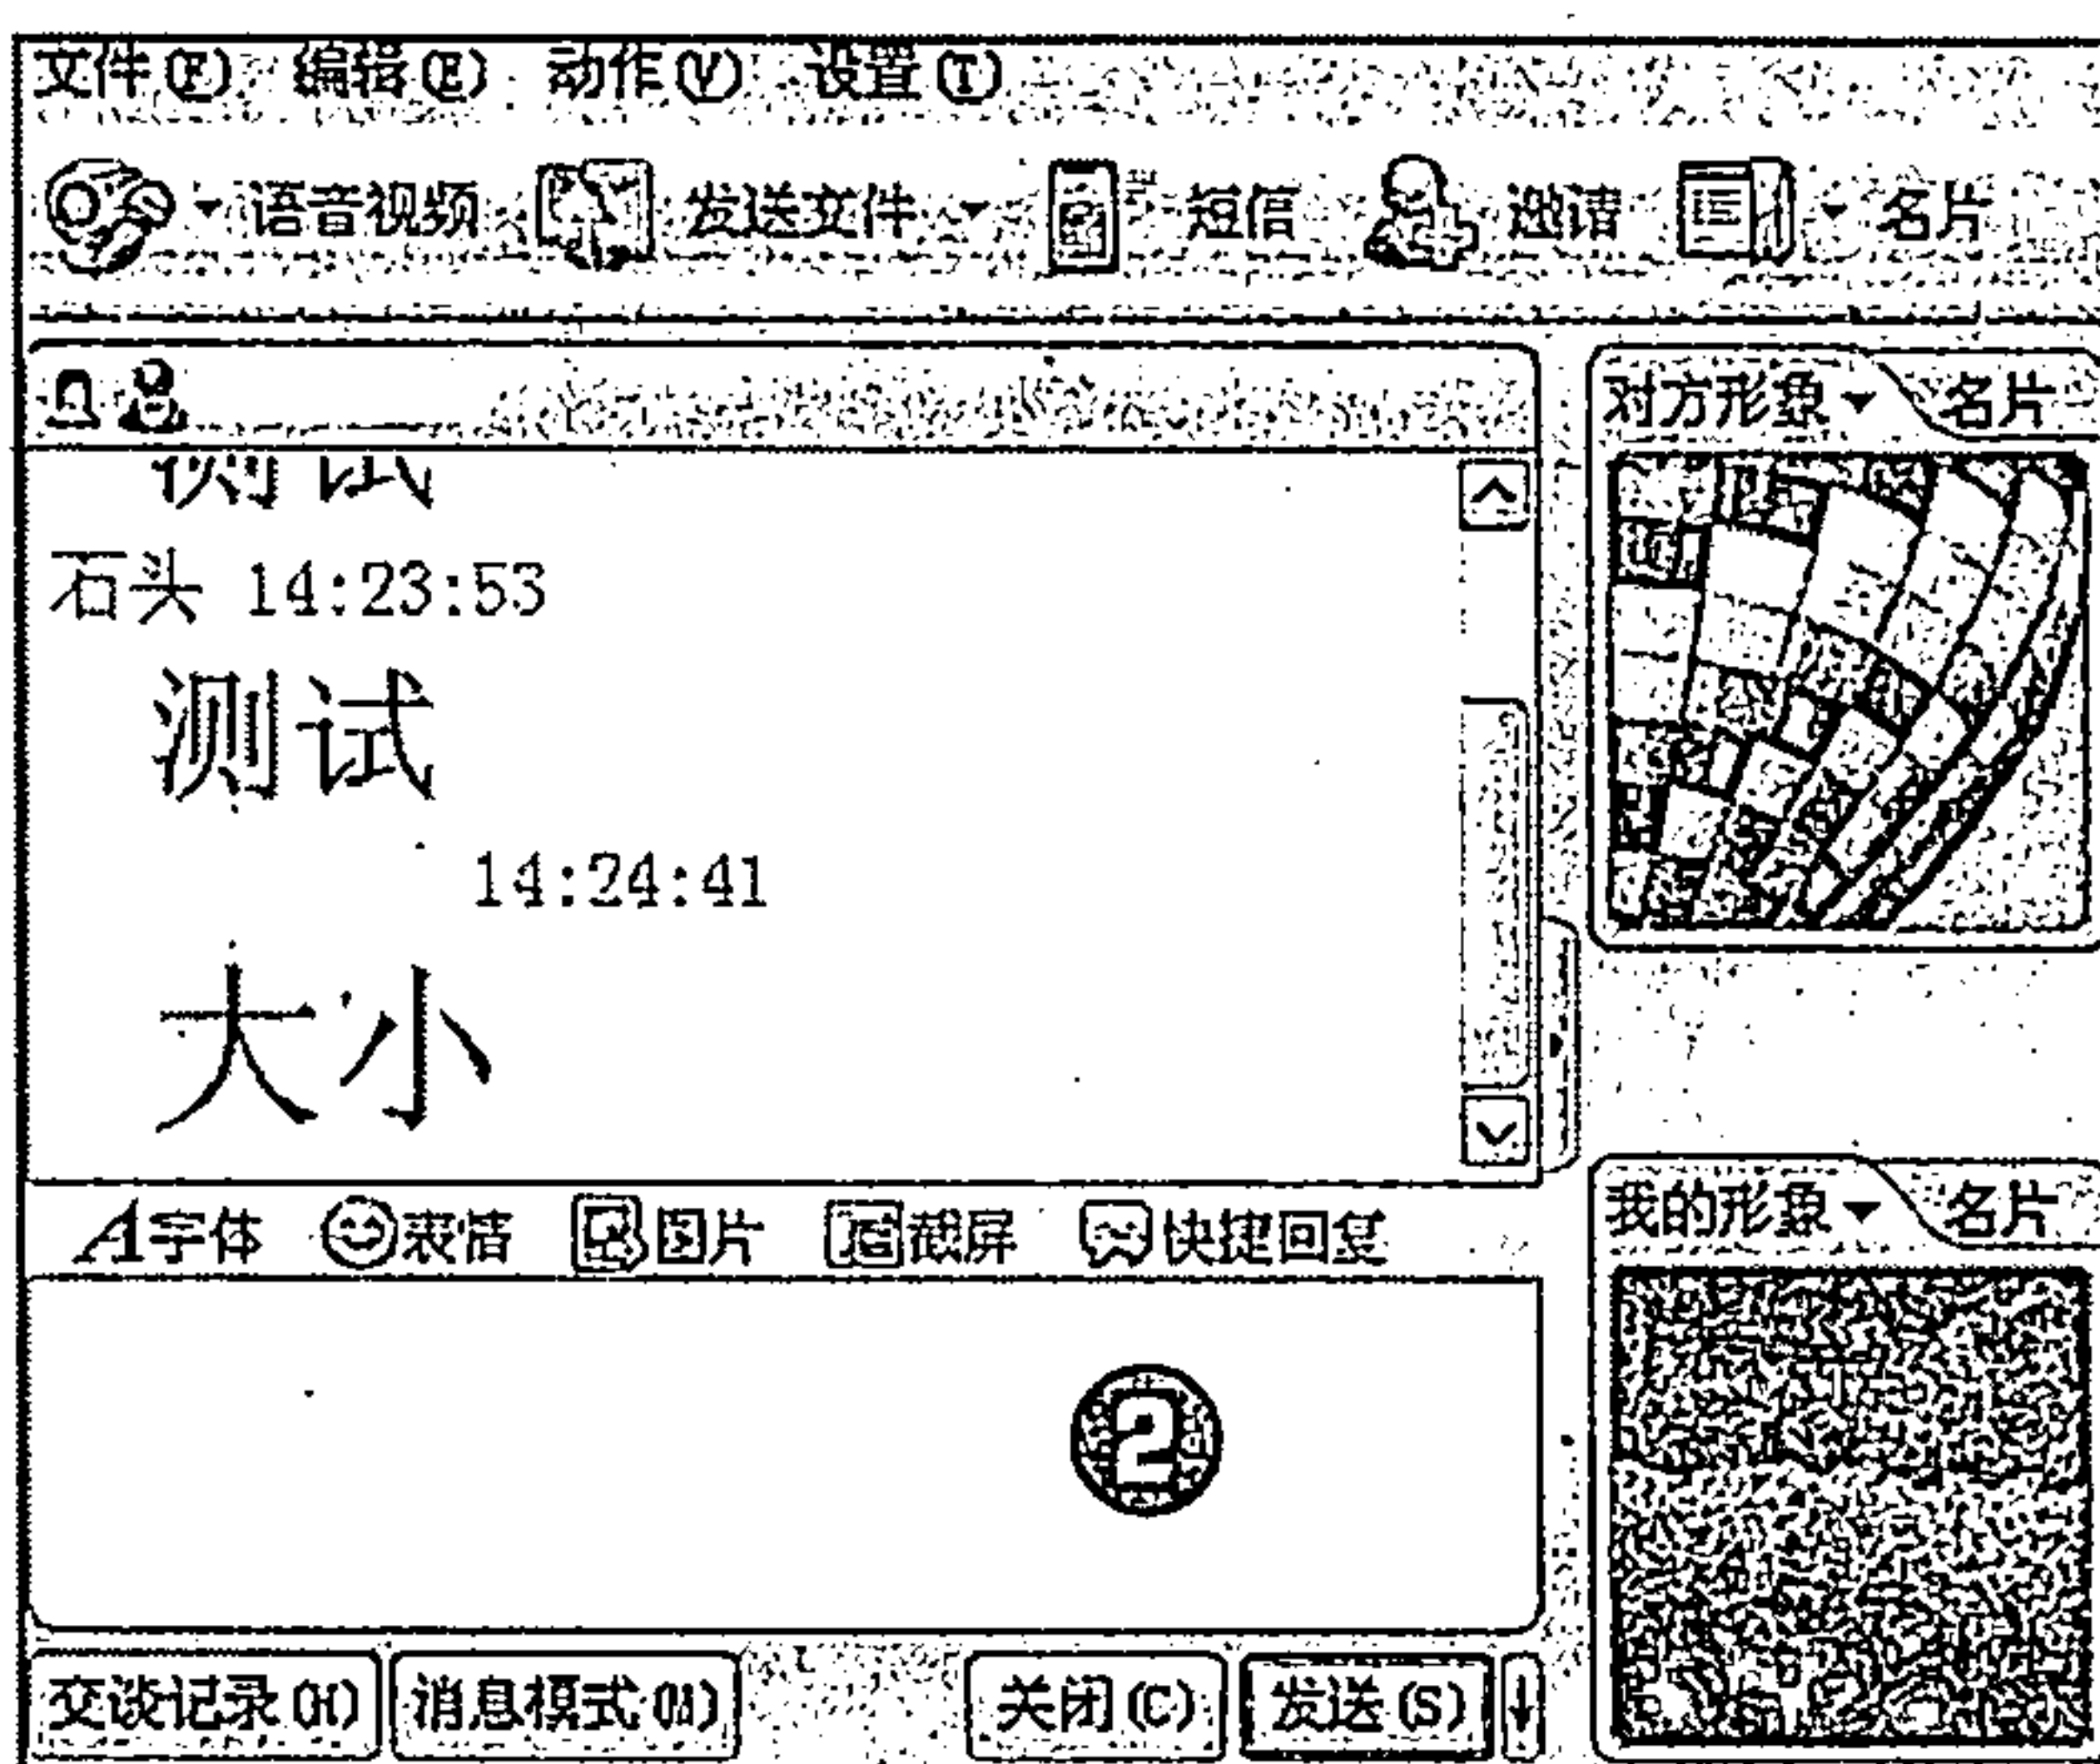 文件(F) 编辑(E) 动作(V) 设置(T)
语音视频 发送文件 短信 邀请 名片
对方形象 名片
测试
石头 14:23:53
测试
14:24:41
大小
我的形象 名片
A字体 表情 图片 截屏 快捷回复
2
交谈记录(H) 消息模式(M) 关闭(C) 发送(S)